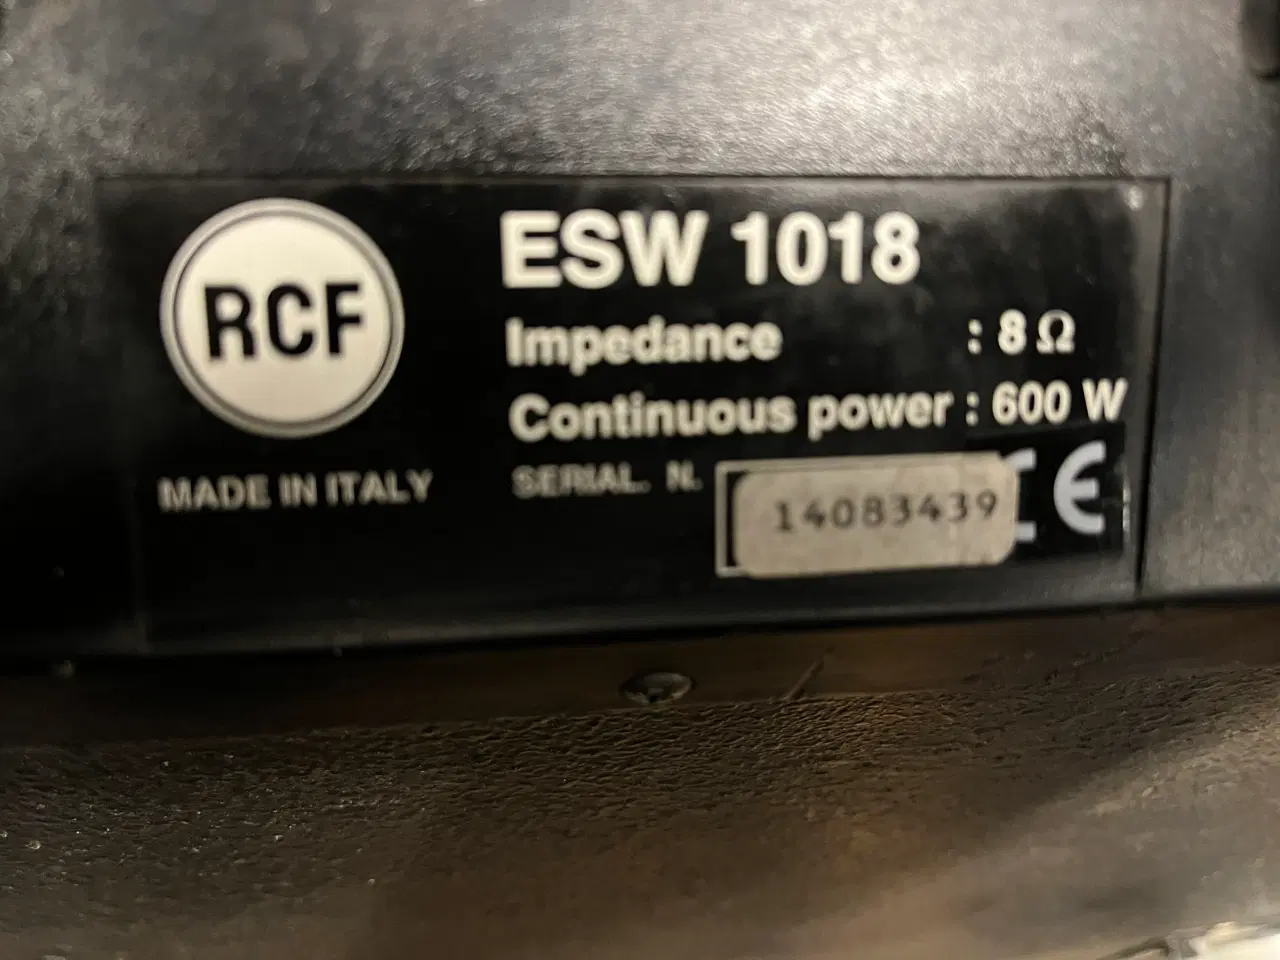 RCF
MADE IN ITALY
ESW 1018
Impedance : 8 Ω
Continuous power : 600 W
SERIAL. N. 14083439
CE